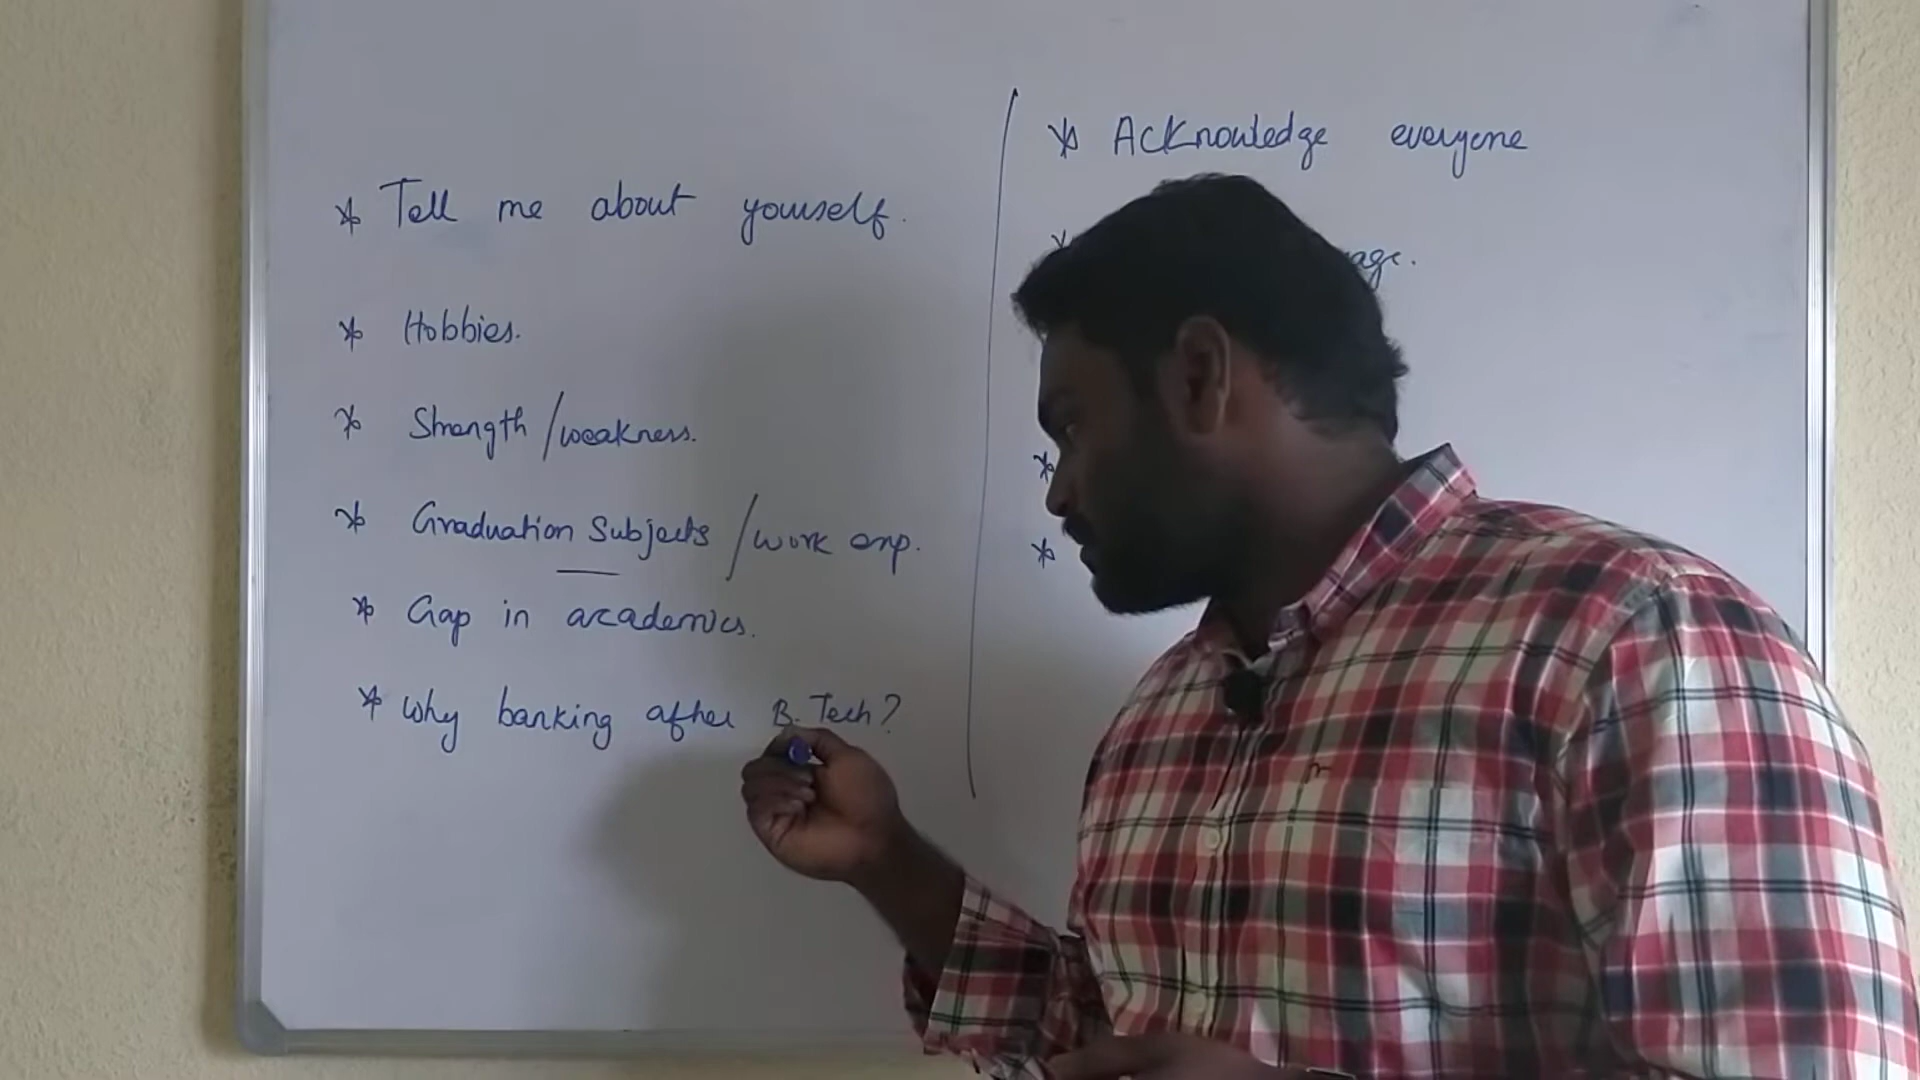 * Tell me about yourself.
* Hobbies.
* Strength / weakness.
* Graduation Subjects / work exp.
* Gap in academics.
* Why banking after B. Tech?
* Acknowledge everyone
*
*
*